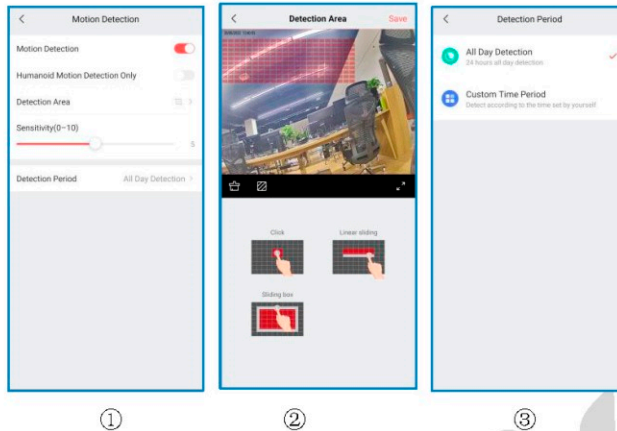 Motion Detection
Motion Detection
Humanoid Motion Detection Only
Detection Area
Sensitivity(0~10)
5
Detection Period
All Day Detection
①
Detection Area
Save
Click
Linear sliding
Sliding box
②
Detection Period
All Day Detection
24 hours all day detection
Custom Time Period
Detect according to the time set by yourself
③